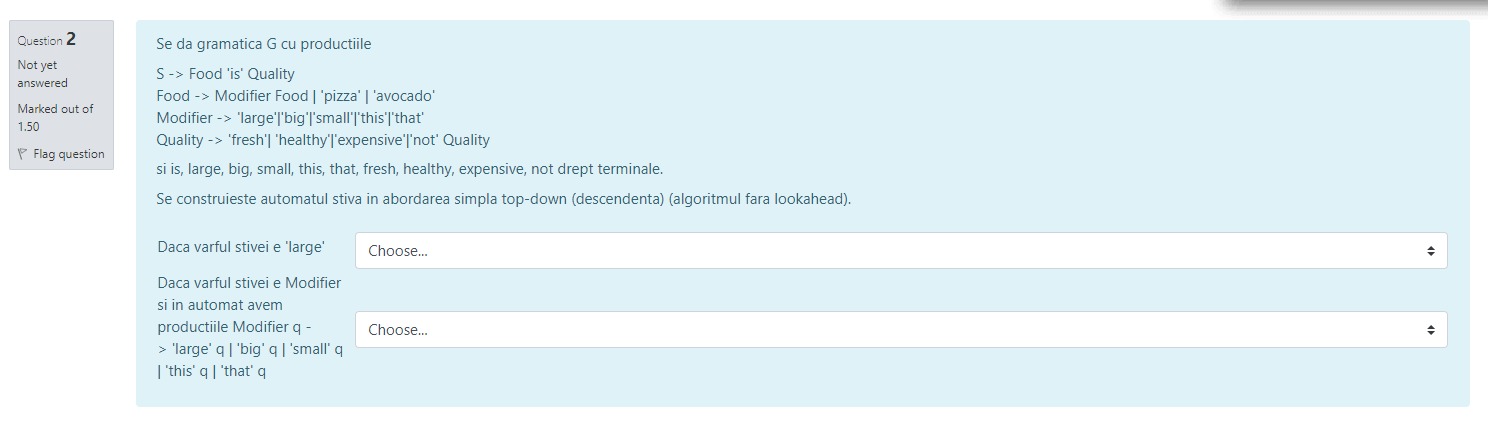 Question 2
Not yet
answered
Marked out of
1.50
Flag question
Se da gramatica G cu productiile
S -> Food 'is' Quality
Food -> Modifier Food | 'pizza' | 'avocado'
Modifier -> 'large'|'big'|'small'|'this'|'that'
Quality -> 'fresh'| 'healthy'|'expensive'|'not' Quality
si is, large, big, small, this, that, fresh, healthy, expensive, not drept terminale.
Se construieste automatul stiva in abordarea simpla top-down (descendenta) (algoritmul fara lookahead).
Daca varful stivei e 'large'
Choose...
Daca varful stivei e Modifier
si in automat avem
productiile Modifier q -
> 'large' q | 'big' q | 'small' q
| 'this' q | 'that' q
Choose...